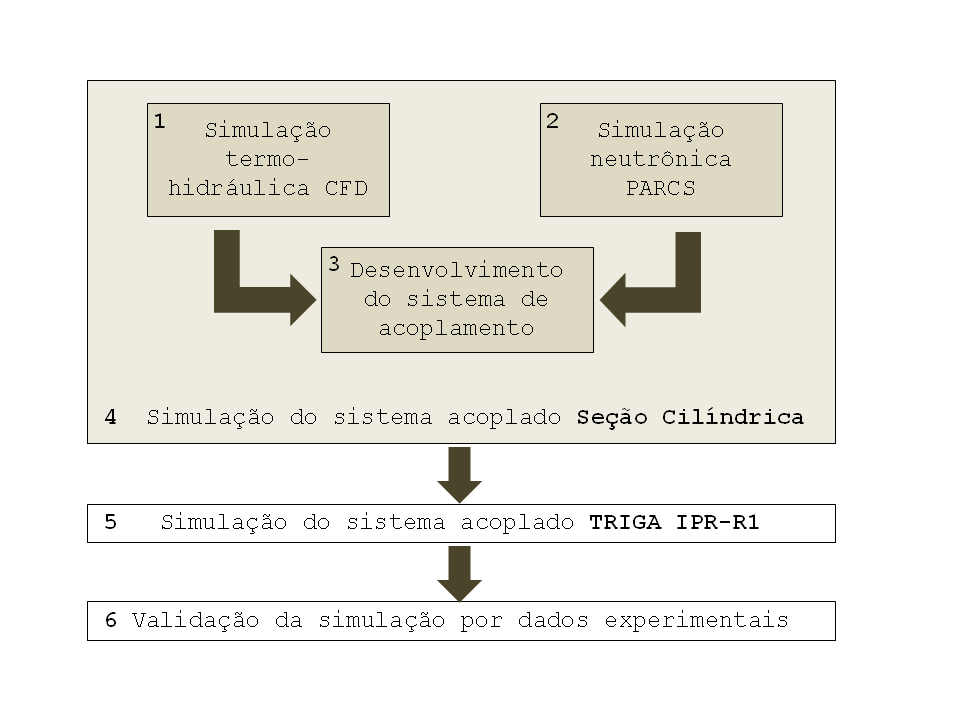 1
Simulação
termo-
hidráulica CFD
2
Simulação
neutrônica
PARCS
3
Desenvolvimento
do sistema de
acoplamento
4 Simulação do sistema acoplado Seção Cilíndrica
5 Simulação do sistema acoplado TRIGA IPR-R1
6 Validação da simulação por dados experimentais